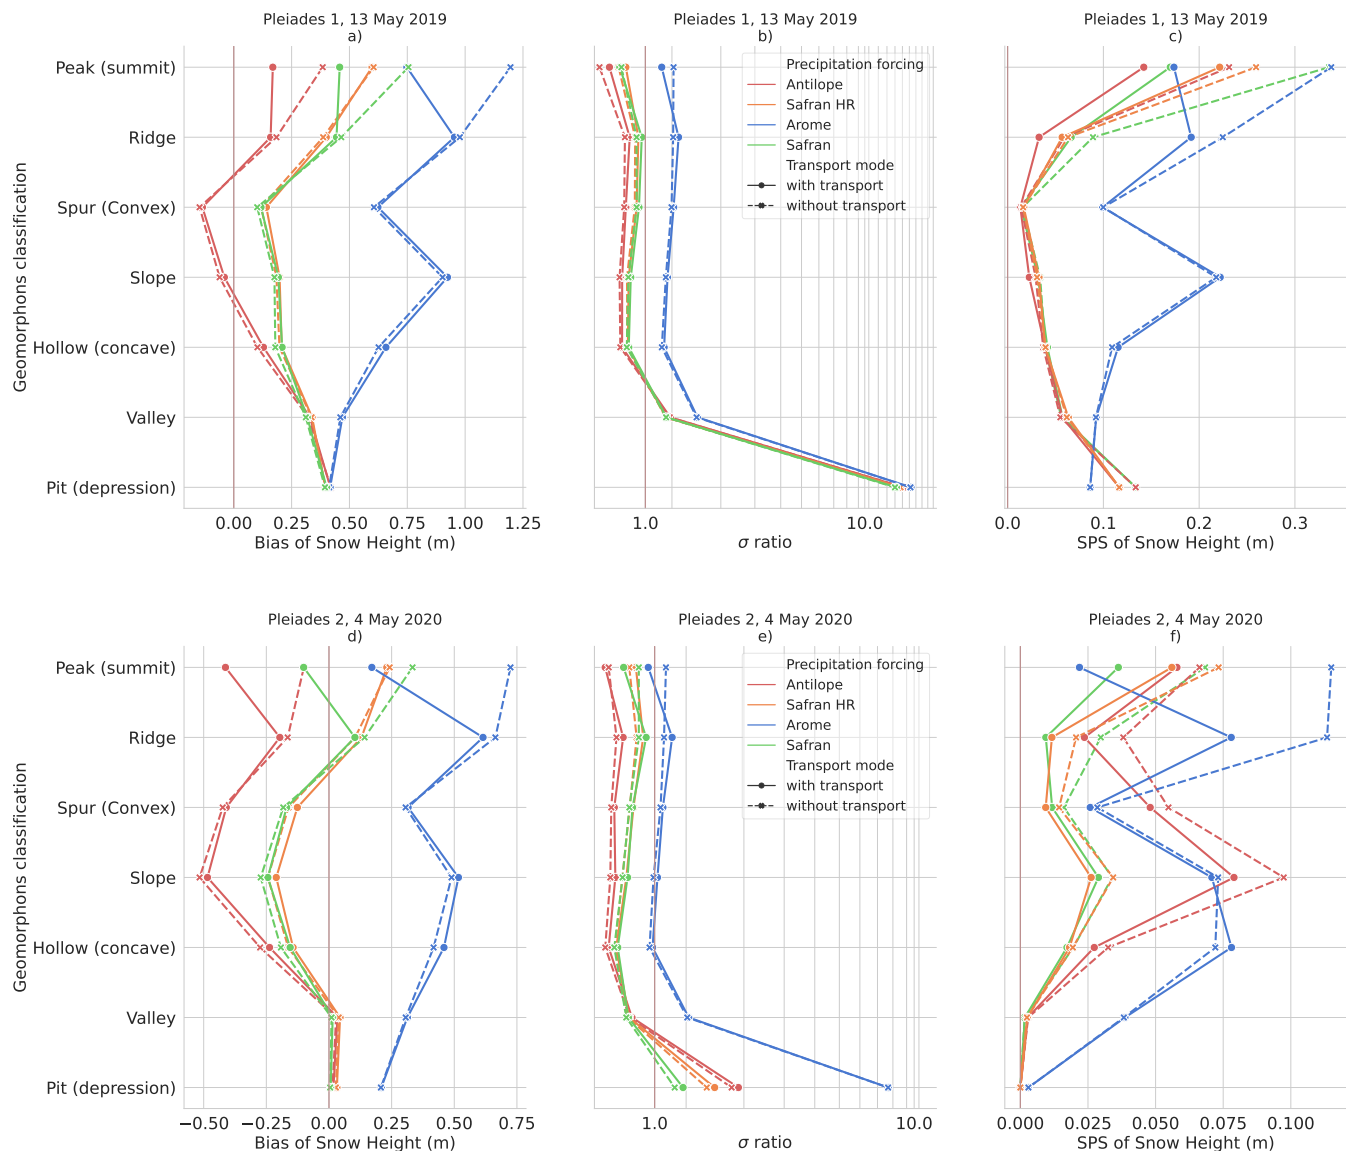 Pleiades 1, 13 May 2019
a)
Pleiades 1, 13 May 2019
b)
Pleiades 1, 13 May 2019
c)
Geomorphons classification
Peak (summit)
Ridge
Spur (Convex)
Slope
Hollow (concave)
Valley
Pit (depression)
Precipitation forcing
Antilope
Safran HR
Arome
Safran
Transport mode
with transport
without transport
0.00 0.25 0.50 0.75 1.00 1.25
Bias of Snow Height (m)
1.0 10.0
σ ratio
0.0 0.1 0.2 0.3
SPS of Snow Height (m)
Pleiades 2, 4 May 2020
d)
Pleiades 2, 4 May 2020
e)
Pleiades 2, 4 May 2020
f)
Geomorphons classification
Peak (summit)
Ridge
Spur (Convex)
Slope
Hollow (concave)
Valley
Pit (depression)
Precipitation forcing
Antilope
Safran HR
Arome
Safran
Transport mode
with transport
without transport
−0.50 −0.25 0.00 0.25 0.50 0.75
Bias of Snow Height (m)
1.0 10.0
σ ratio
0.000 0.025 0.050 0.075 0.100
SPS of Snow Height (m)